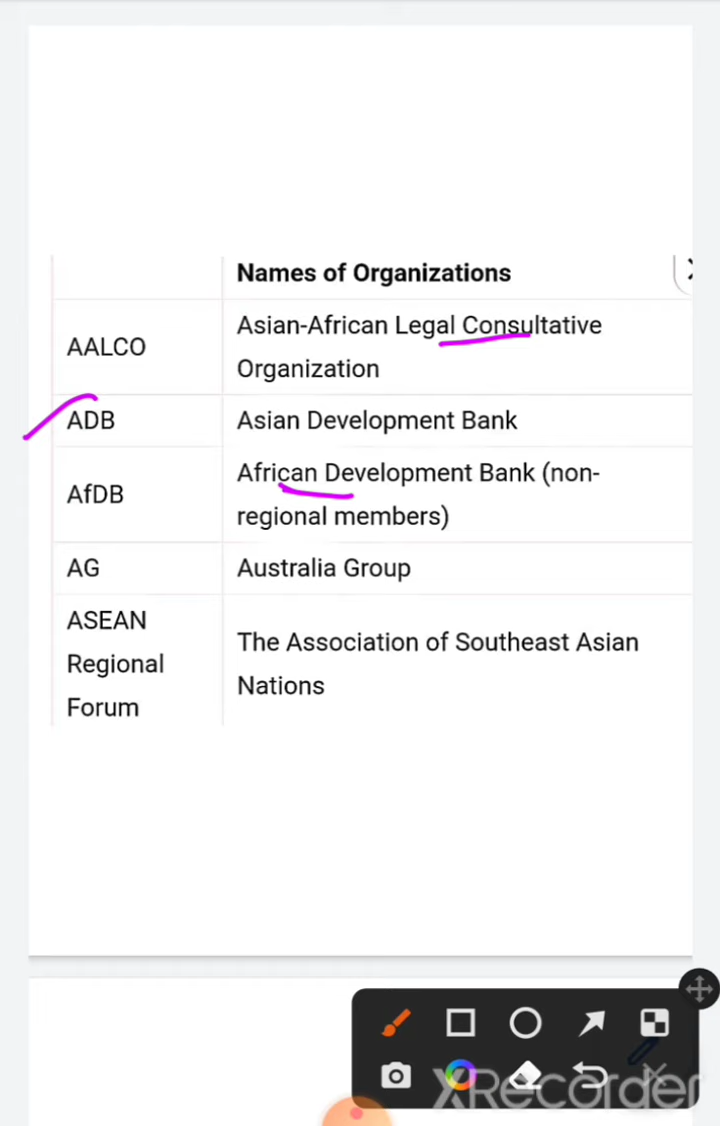 Names of Organizations
AALCO
Asian-African Legal Consultative
Organization
ADB
Asian Development Bank
AfDB
African Development Bank (non-
regional members)
AG
Australia Group
ASEAN
Regional
Forum
The Association of Southeast Asian
Nations
XRecorder